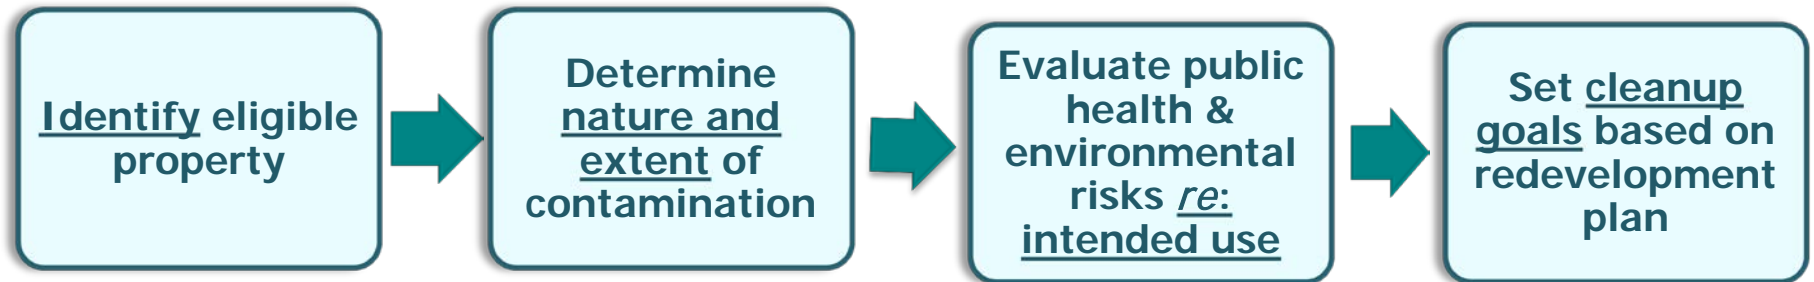 Identify eligible
property
Determine
nature and
extent of
contamination
Evaluate public
health &
environmental
risks re:
intended use
Set cleanup
goals based on
redevelopment
plan